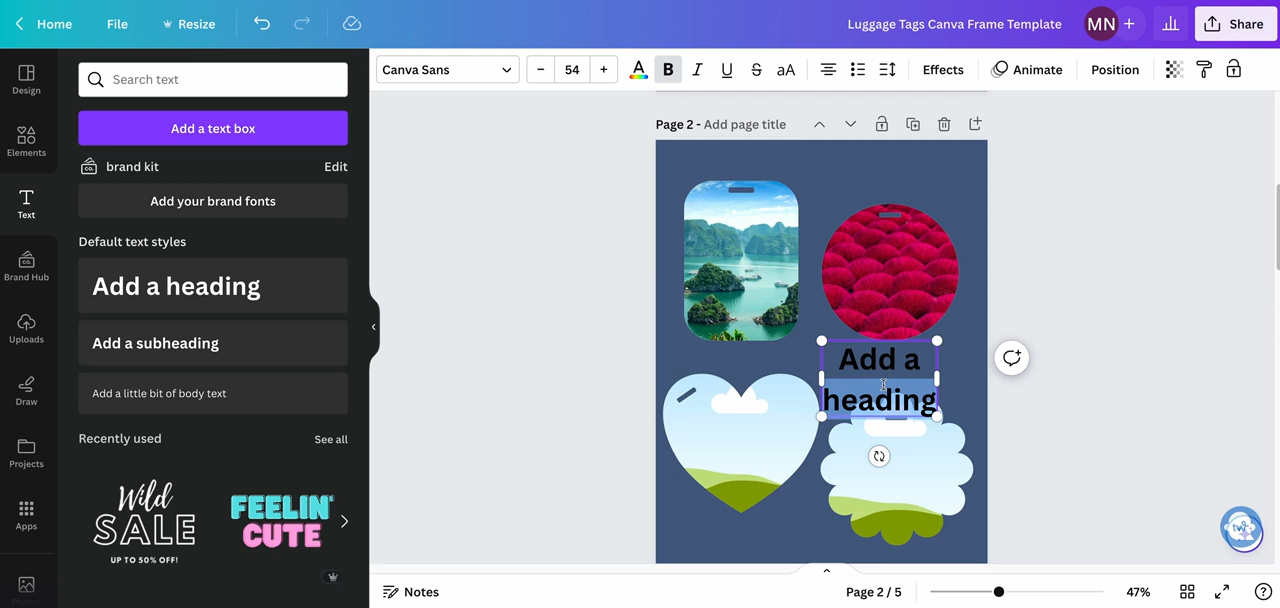 Home
File
Resize
Luggage Tags Canva Frame Template
MN
Share
Design
Elements
Text
Brand Hub
Uploads
Draw
Projects
Apps
Photos
Search text
Add a text box
brand kit
Edit
CO.
Add your brand fonts
Default text styles
Add a heading
Add a subheading
Add a little bit of body text
Recently used
See all
Wild
SALE
UP TO 50% OFF!
FEELIN'
CUTE
Canva Sans
54
A
B
I
U
S
aA
Effects
Animate
Position
Page 2 - Add page title
Add a
heading
Notes
Page 2 / 5
47%